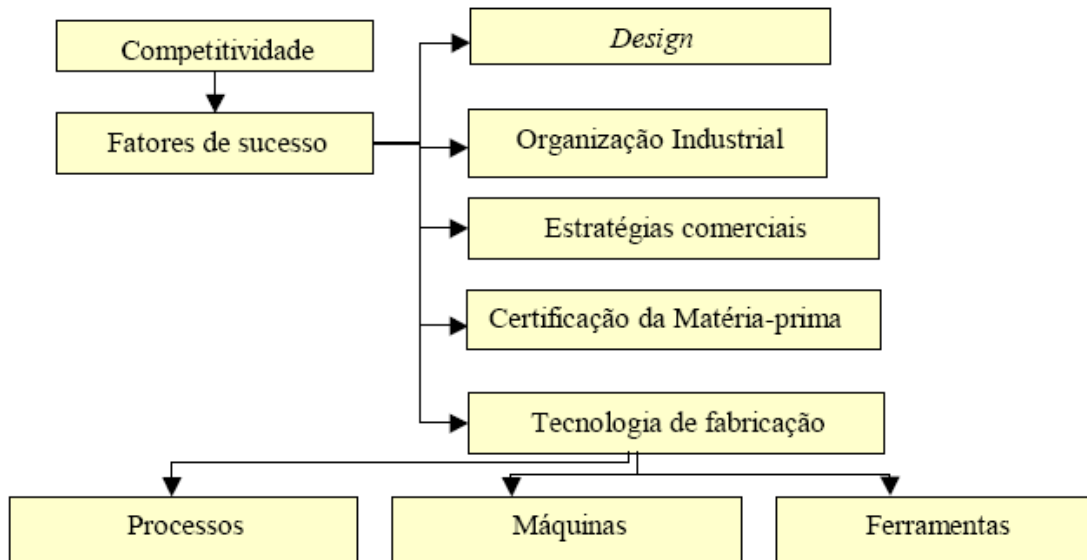 Competitividade
Fatores de sucesso
Design
Organização Industrial
Estratégias comerciais
Certificação da Matéria-prima
Tecnologia de fabricação
Processos
Máquinas
Ferramentas